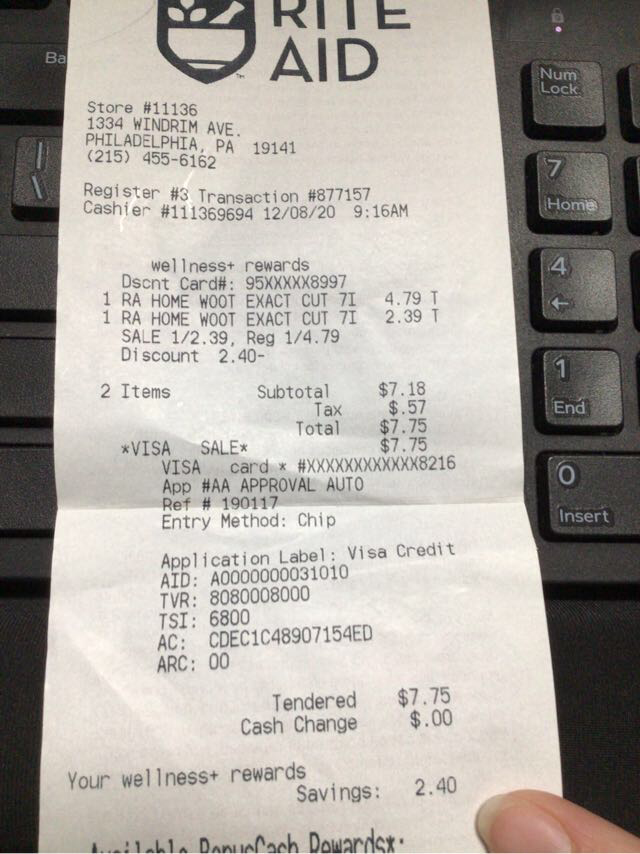 RITE
AID
Store #11136
1334 WINDRIM AVE.
PHILADELPHIA, PA 19141
(215) 455-6162
Register #3 Transaction #877157
Cashier #111369694 12/08/20 9:16AM
wellness+ rewards
Dscnt Card#: 95XXXXX8997
1 RA HOME WOOT EXACT CUT 7I 4.79 T
1 RA HOME WOOT EXACT CUT 7I 2.39 T
SALE 1/2.39, Reg 1/4.79
Discount 2.40-
2 Items Subtotal $7.18
Tax $.57
Total $7.75
*VISA SALE* $7.75
VISA card * #XXXXXXXXXXXX8216
App #AA APPROVAL AUTO
Ref # 190117
Entry Method: Chip
Application Label: Visa Credit
AID: A0000000031010
TVR: 8080008000
TSI: 6800
AC: CDEC1C48907154ED
ARC: 00
Tendered $7.75
Cash Change $.00
Your wellness+ rewards
Savings: 2.40
Available BonusCash Rewards*:
Ba
\
Num
Lock
7
Home
4
←
1
End
0
Insert